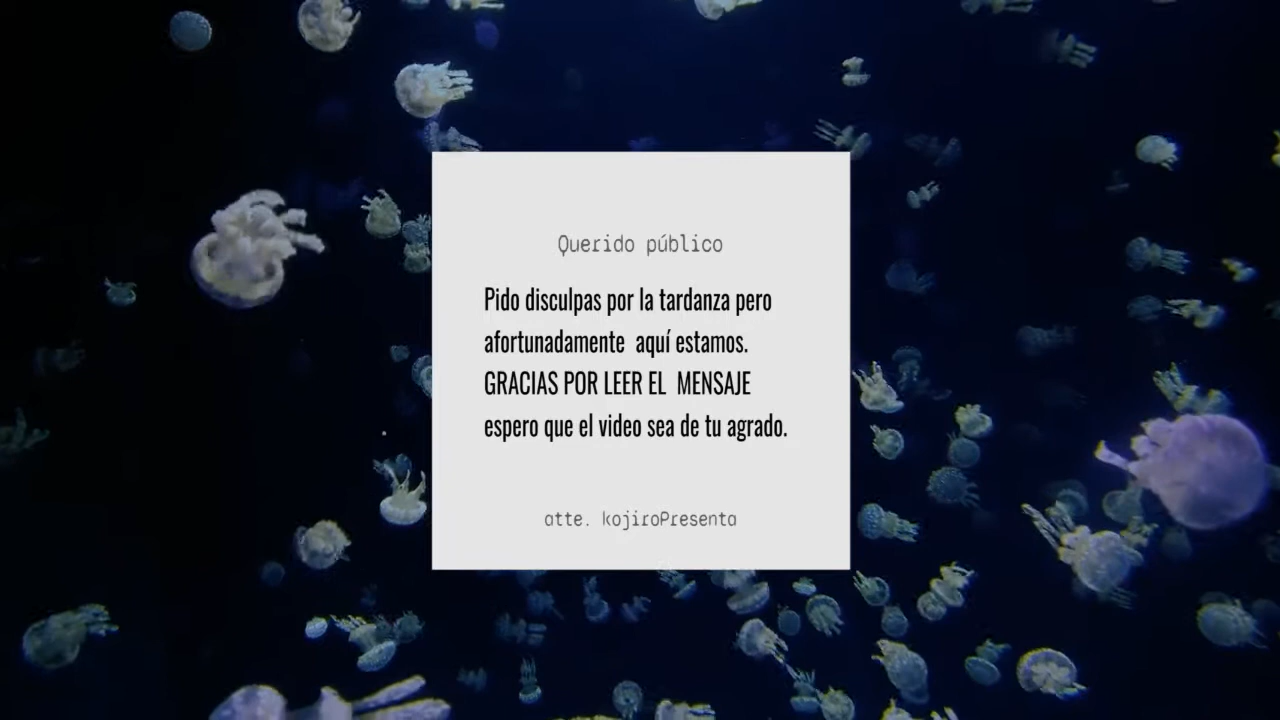 Querido público
Pido disculpas por la tardanza pero
afortunadamente  aquí estamos.
GRACIAS POR LEER EL  MENSAJE
espero que el video sea de tu agrado.
atte. kojiroPresenta